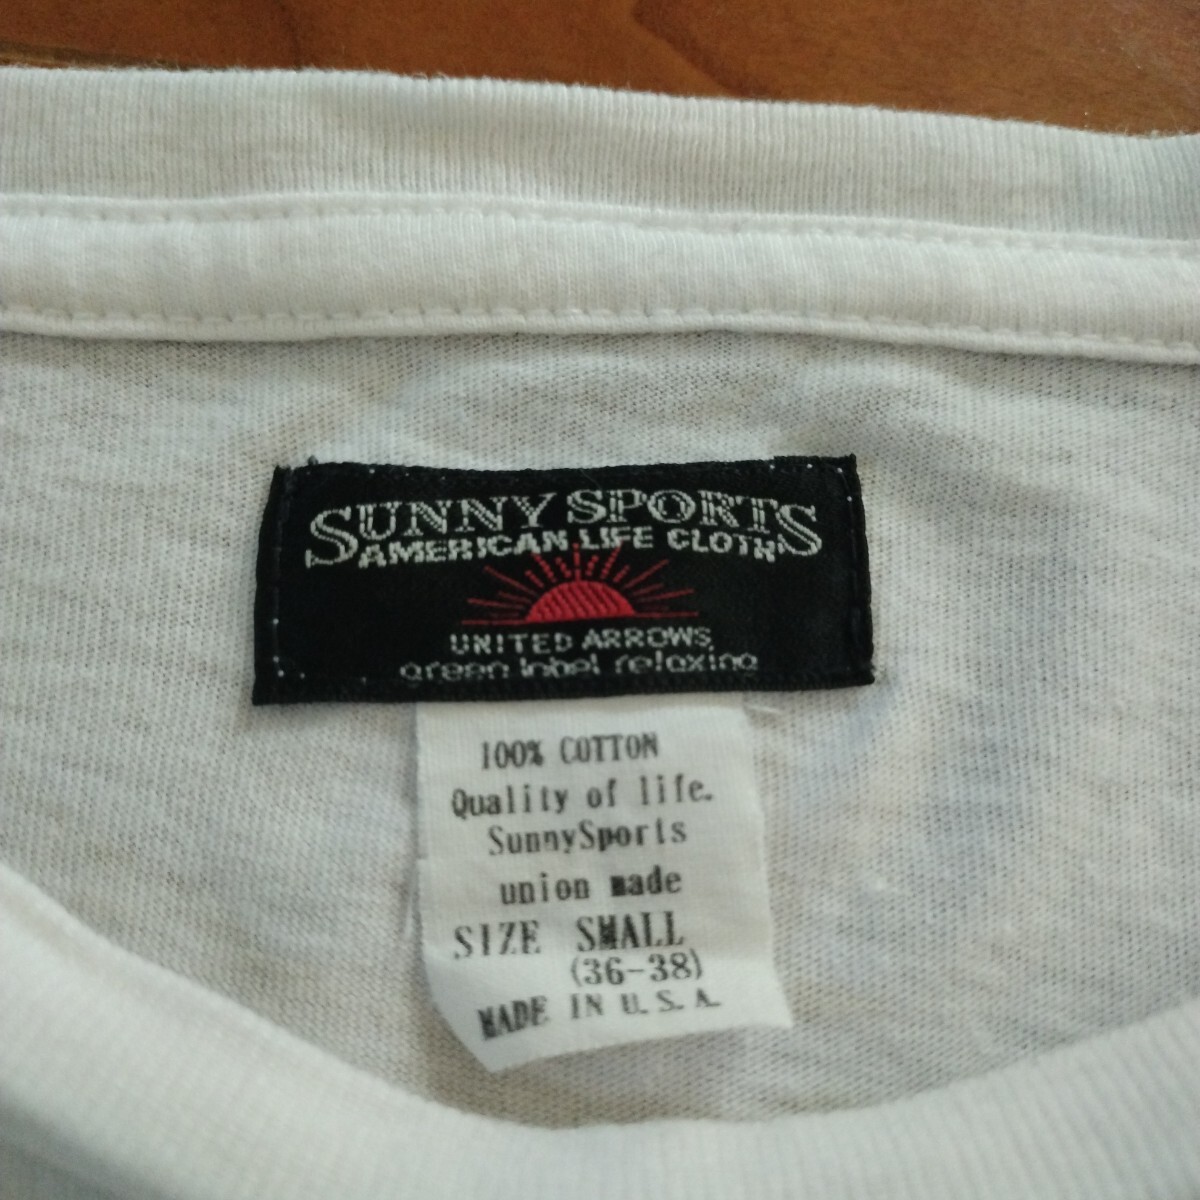 SUNNY SPORTS
AMERICAN LIFE CLOTH
UNITED ARROWS
green label relaxing
100% COTTON
Quality of life.
SunnySports
union made
SIZE SMALL
(36-38)
MADE IN U.S.A.